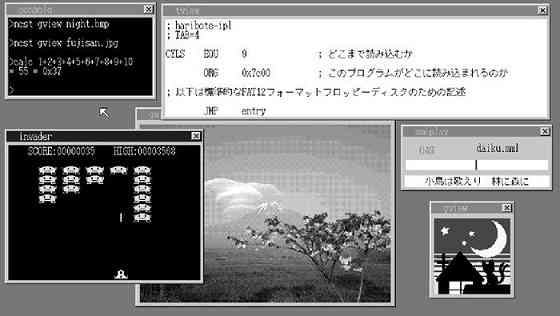 console
>ncst gview night.bmp
>ncst gview fujisan.jpg
>calc 1+2+3+4+5+6+7+8+9+10
= 55 = 0x37
>
tview
; haribote-ipl
; TAB=4
CYLS EQU 9 ; どこまで読み込むか
ORG 0x7c00 ; このプログラムがどこに読み込まれるのか
; 以下は標準的なFAT12フォーマットフロッピーディスクのための記述
JMP entry
invader
SCORE:00000035 HIGH:00003508
mmlplay
daiku.mml
小鳥は歌えり 林に森に
gview